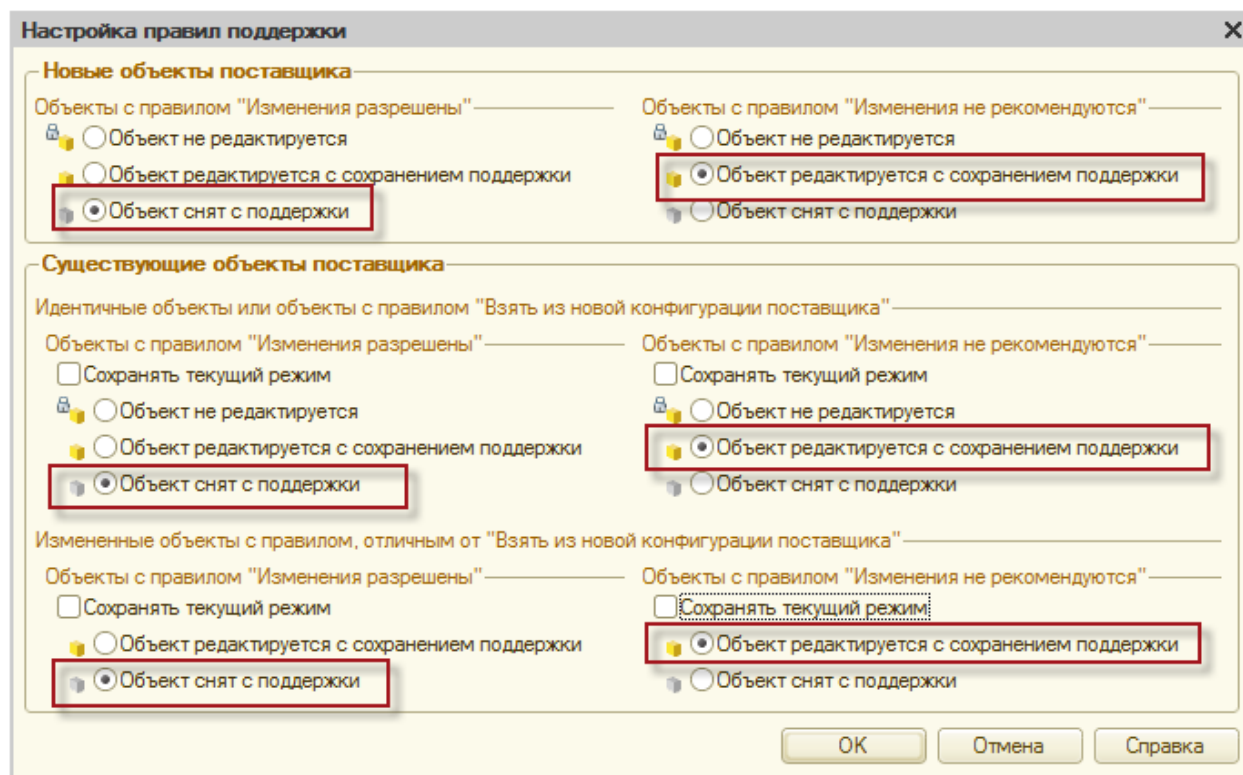 Настройка правил поддержки
Новые объекты поставщика
Объекты с правилом "Изменения разрешены"
Объект не редактируется
Объект редактируется с сохранением поддержки
Объект снят с поддержки
Объекты с правилом "Изменения не рекомендуются"
Объект не редактируется
Объект редактируется с сохранением поддержки
Объект снят с поддержки
Существующие объекты поставщика
Идентичные объекты или объекты с правилом "Взять из новой конфигурации поставщика"
Объекты с правилом "Изменения разрешены"
Сохранять текущий режим
Объект не редактируется
Объект редактируется с сохранением поддержки
Объект снят с поддержки
Объекты с правилом "Изменения не рекомендуются"
Сохранять текущий режим
Объект не редактируется
Объект редактируется с сохранением поддержки
Объект снят с поддержки
Измененные объекты с правилом, отличным от "Взять из новой конфигурации поставщика"
Объекты с правилом "Изменения разрешены"
Сохранять текущий режим
Объект редактируется с сохранением поддержки
Объект снят с поддержки
Объекты с правилом "Изменения не рекомендуются"
Сохранять текущий режим
Объект редактируется с сохранением поддержки
Объект снят с поддержки
ОК
Отмена
Справка